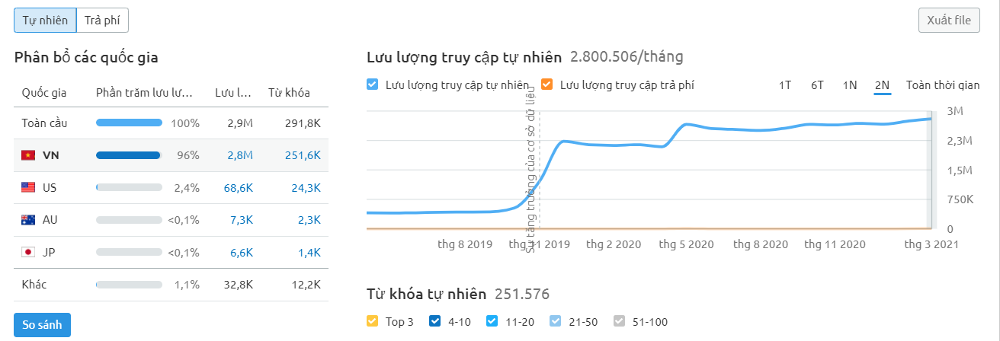 Tự nhiên Trả phí Xuất file
Phân bổ các quốc gia
Quốc gia Phần trăm lưu lư... Lưu l... Từ khóa
Toàn cầu 100% 2,9M 291,8K
VN 96% 2,8M 251,6K
US 2,4% 68,6K 24,3K
AU <0,1% 7,3K 2,3K
JP <0,1% 6,6K 1,4K
Khác 1,1% 32,8K 12,2K
So sánh
Lưu lượng truy cập tự nhiên 2.800.506/tháng
Lưu lượng truy cập tự nhiên Lưu lượng truy cập trả phí 1T 6T 1N 2N Toàn thời gian
Sự tăng trưởng của cơ sở dữ liệu
3M
2,3M
1,5M
750K
0
thg 8 2019 thg 11 2019 thg 2 2020 thg 5 2020 thg 8 2020 thg 11 2020 thg 3 2021
Từ khóa tự nhiên 251.576
Top 3 4-10 11-20 21-50 51-100